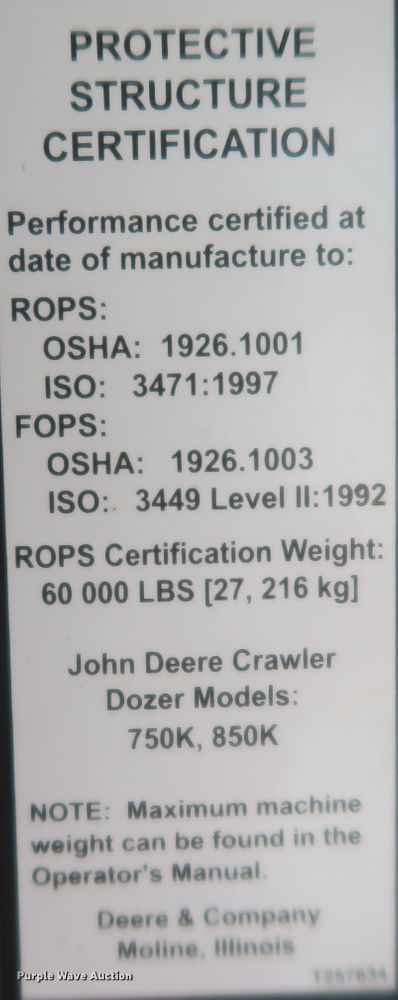 PROTECTIVE
STRUCTURE
CERTIFICATION
Performance certified at
date of manufacture to:
ROPS:
OSHA: 1926.1001
ISO: 3471:1997
FOPS:
OSHA: 1926.1003
ISO: 3449 Level II:1992
ROPS Certification Weight:
60 000 LBS [27, 216 kg]
John Deere Crawler
Dozer Models:
750K, 850K
NOTE: Maximum machine
weight can be found in the
Operator's Manual.
Deere & Company
Moline, Illinois
Purple Wave Auction